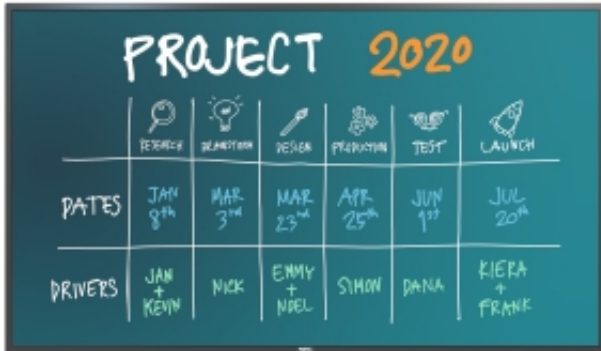 PROJECT 2020
RESEARCH BRAINSTORM DESIGN PRODUCTION TEST LAUNCH
DATES
JAN 8th
MAR 3rd
MAR 23rd
APR 25th
JUN 1st
JUL 20th
DRIVERS
JAN + KEVIN
NICK
EMMY + NOEL
SIMON
DANA
KIERA + FRANK